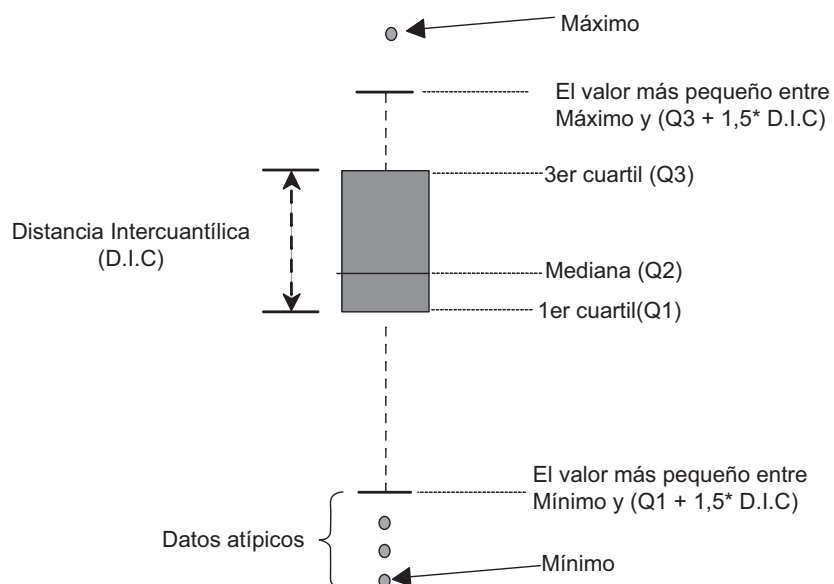 Máximo
El valor más pequeño entre
Máximo y (Q3 + 1,5* D.I.C)
3er cuartil (Q3)
Distancia Intercuantílica
(D.I.C)
Mediana (Q2)
1er cuartil(Q1)
El valor más pequeño entre
Mínimo y (Q1 + 1,5* D.I.C)
Datos atípicos
Mínimo